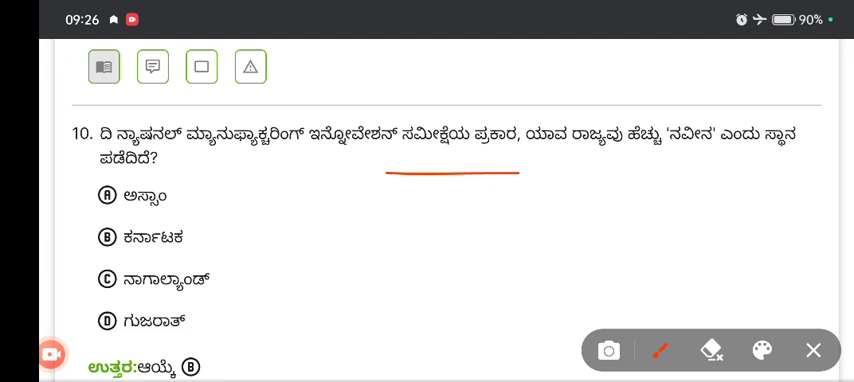 09:26 90%
10. ದಿ ನ್ಯಾಷನಲ್ ಮ್ಯಾನುಫ್ಯಾಕ್ಚರಿಂಗ್ ಇನ್ನೋವೇಶನ್ ಸಮೀಕ್ಷೆಯ ಪ್ರಕಾರ, ಯಾವ ರಾಜ್ಯವು ಹೆಚ್ಚು 'ನವೀನ' ಎಂದು ಸ್ಥಾನ
ಪಡೆದಿದೆ?
A ಅಸ್ಸಾಂ
B ಕರ್ನಾಟಕ
C ನಾಗಾಲ್ಯಾಂಡ್
D ಗುಜರಾತ್
ಉತ್ತರ:ಆಯ್ಕೆ B